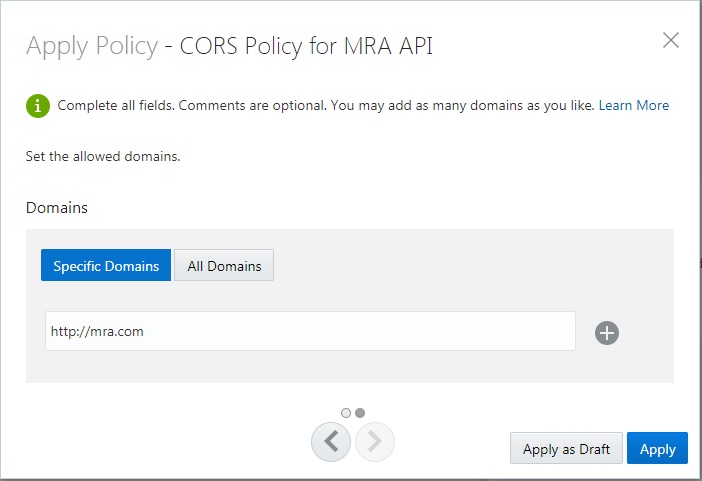 Apply Policy - CORS Policy for MRA API
Complete all fields. Comments are optional. You may add as many domains as you like. Learn More
Set the allowed domains.
Domains
Specific Domains All Domains
http://mra.com
Apply as Draft Apply